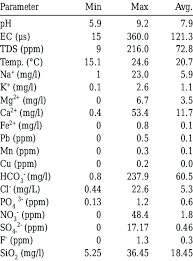 Parameter Min Max Avg.
pH 5.9 9.2 7.9
EC (µs) 15 360.0 121.3
TDS (ppm) 9 216.0 72.8
Temp. (°C) 15.1 24.6 20.7
Na⁺ (mg/l) 1 23.0 5.9
K⁺ (mg/l) 0.1 2.6 1.1
Mg²⁺ (mg/l) 0 6.7 3.5
Ca²⁺ (mg/l) 0.4 53.4 11.7
Fe²⁺ (mg/l) 0 0.8 0.1
Pb (ppm) 0 0.5 0.1
Mn (ppm) 0 0.3 0.1
Cu (ppm) 0 0.2 0.0
HCO₃⁻(mg/l) 0.8 237.9 60.5
Cl⁻(mg/L) 0.44 22.6 5.3
PO₄³⁻(ppm) 0.13 1.2 0.6
NO₃⁻(ppm) 0 48.4 1.8
SO₄²⁻(ppm) 0 17.17 0.46
F⁻(ppm) 0 1.3 0.3
SiO₂ (mg/l) 5.25 36.45 18.45